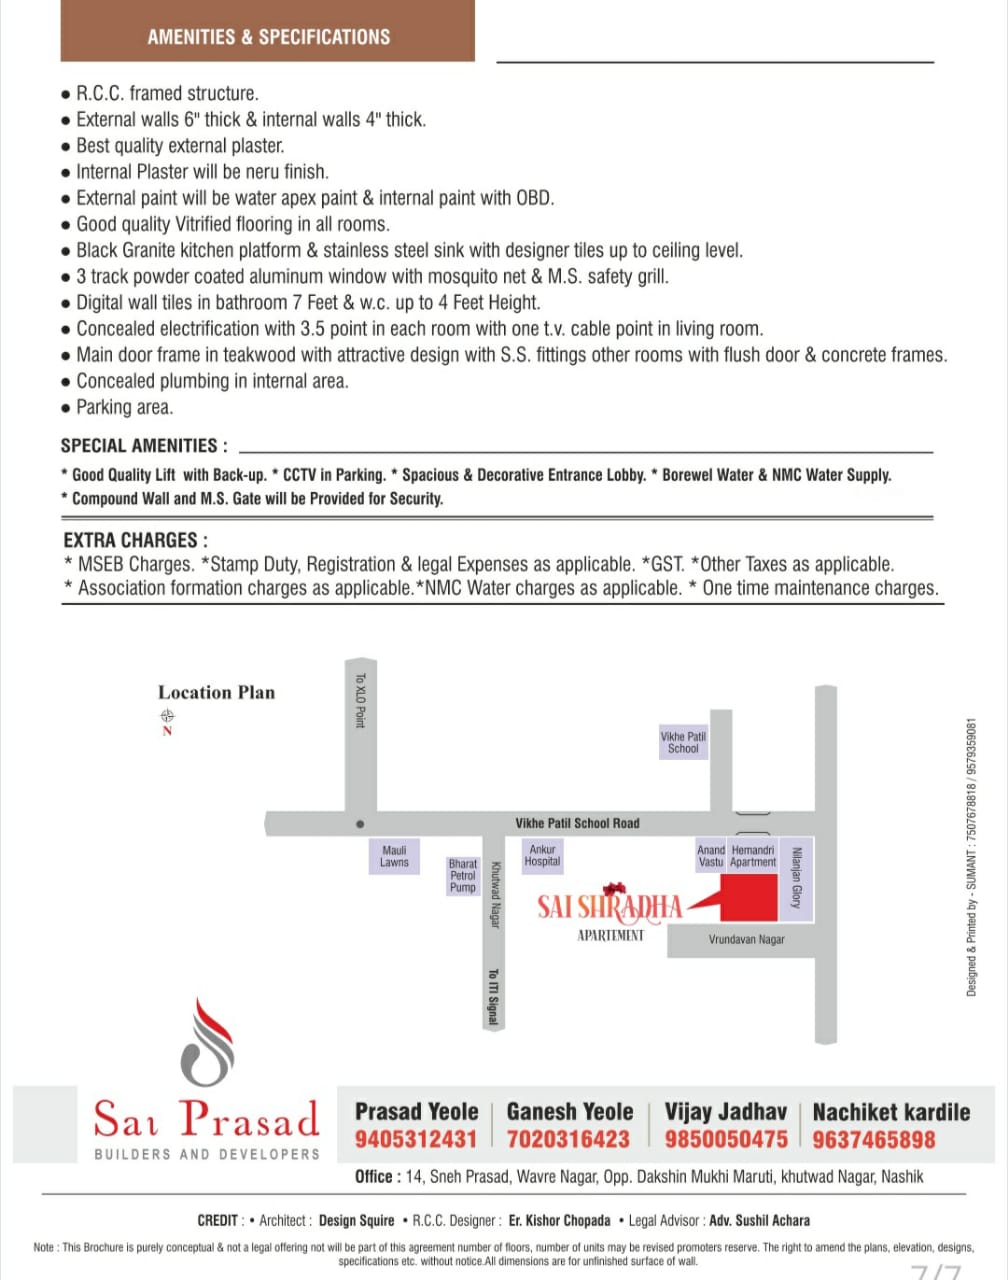 AMENITIES & SPECIFICATIONS
● R.C.C. framed structure.
● External walls 6" thick & internal walls 4" thick.
● Best quality external plaster.
● Internal Plaster will be neru finish.
● External paint will be water apex paint & internal paint with OBD.
● Good quality Vitrified flooring in all rooms.
● Black Granite kitchen platform & stainless steel sink with designer tiles up to ceiling level.
● 3 track powder coated aluminum window with mosquito net & M.S. safety grill.
● Digital wall tiles in bathroom 7 Feet & w.c. up to 4 Feet Height.
● Concealed electrification with 3.5 point in each room with one t.v. cable point in living room.
● Main door frame in teakwood with attractive design with S.S. fittings other rooms with flush door & concrete frames.
● Concealed plumbing in internal area.
● Parking area.
SPECIAL AMENITIES :
* Good Quality Lift with Back-up. * CCTV in Parking. * Spacious & Decorative Entrance Lobby. * Borewel Water & NMC Water Supply.
* Compound Wall and M.S. Gate will be Provided for Security.
EXTRA CHARGES :
* MSEB Charges. *Stamp Duty, Registration & legal Expenses as applicable. *GST. *Other Taxes as applicable.
* Association formation charges as applicable.*NMC Water charges as applicable. * One time maintenance charges.
Location Plan
N
To XLO Point
Vikhe Patil
School
Vikhe Patil School Road
Mauli
Lawns
Bharat
Petrol
Pump
Khutwad Nagar
To ITI Signal
Ankur
Hospital
Anand
Vastu
Hemandri
Apartment
Nilanjan Glory
SAI SHRADHA
APARTEMENT
Vrundavan Nagar
Designed & Printed by - SUMANT : 7507678818 / 9579359081
Sai Prasad
BUILDERS AND DEVELOPERS
Prasad Yeole
9405312431
Ganesh Yeole
7020316423
Vijay Jadhav
9850050475
Nachiket kardile
9637465898
Office : 14, Sneh Prasad, Wavre Nagar, Opp. Dakshin Mukhi Maruti, khutwad Nagar, Nashik
CREDIT : • Architect : Design Squire • R.C.C. Designer : Er. Kishor Chopada • Legal Advisor : Adv. Sushil Achara
Note : This Brochure is purely conceptual & not a legal offering not will be part of this agreement number of floors, number of units may be revised promoters reserve. The right to amend the plans, elevation, designs,
specifications etc. without notice.All dimensions are for unfinished surface of wall.
7/7